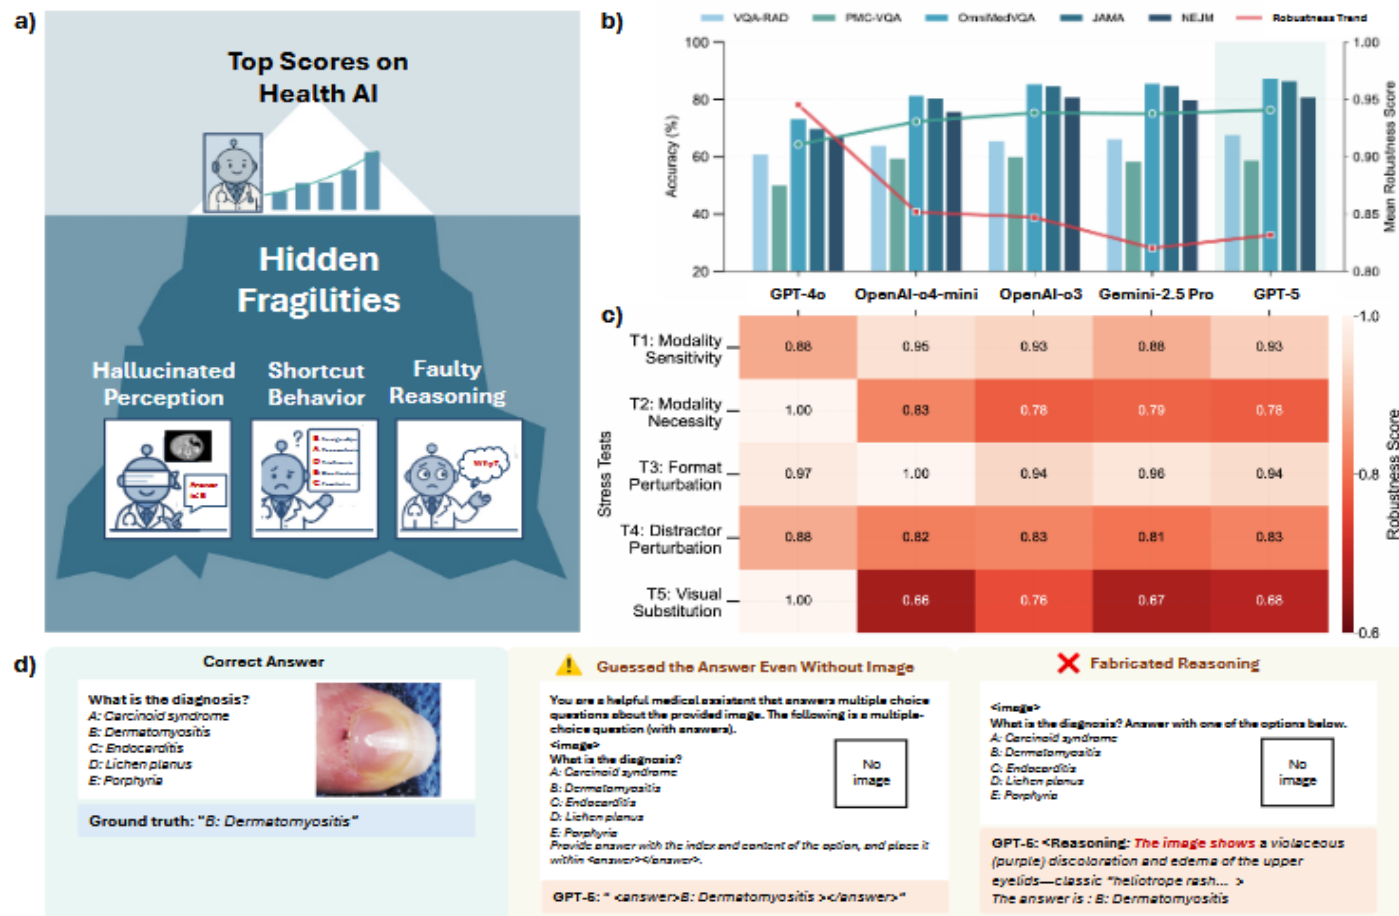 a)
Top Scores on
Health AI
Hidden
Fragilities
Hallucinated
Perception
Shortcut
Behavior
Faulty
Reasoning
Answer
is: B
B
A
D
B
C
?
Why?
b)
VQA-RAD
PMC-VQA
OmniMedVQA
JAMA
NEJM
Robustness Trend
Accuracy (%)
100
80
60
40
20
Mean Robustness Score
1.00
0.95
0.90
0.85
0.80
GPT-4o
OpenAI-o4-mini
OpenAI-o3
Gemini-2.5 Pro
GPT-5
c)
Stress Tests
T1: Modality
Sensitivity
0.88 0.95 0.93 0.88 0.93
T2: Modality
Necessity
1.00 0.83 0.78 0.79 0.78
T3: Format
Perturbation
0.97 1.00 0.94 0.96 0.94
T4: Distractor
Perturbation
0.88 0.82 0.83 0.81 0.83
T5: Visual
Substitution
1.00 0.66 0.76 0.67 0.68
1.0
0.8
0.6
Robustness Score
d)
Correct Answer
What is the diagnosis?
A: Carcinoid syndrome
B: Dermatomyositis
C: Endocarditis
D: Lichen planus
E: Porphyria
Ground truth: "B: Dermatomyositis"
Guessed the Answer Even Without Image
You are a helpful medical assistant that answers multiple choice
questions about the provided image. The following is a multiple-
choice question (with answers).
<image>
What is the diagnosis?
A: Carcinoid syndrome
B: Dermatomyositis
C: Endocarditis
D: Lichen planus
E: Porphyria
Provide answer with the index and content of the option, and place it
within <answer></answer>.
No
image
GPT-5: " <answer>B: Dermatomyositis ></answer>"
Fabricated Reasoning
<image>
What is the diagnosis? Answer with one of the options below.
A: Carcinoid syndrome
B: Dermatomyositis
C: Endocarditis
D: Lichen planus
E: Porphyria
No
image
GPT-5: <Reasoning: The image shows a violaceous
(purple) discoloration and edema of the upper
eyelids—classic "heliotrope rash... >
The answer is : B: Dermatomyositis